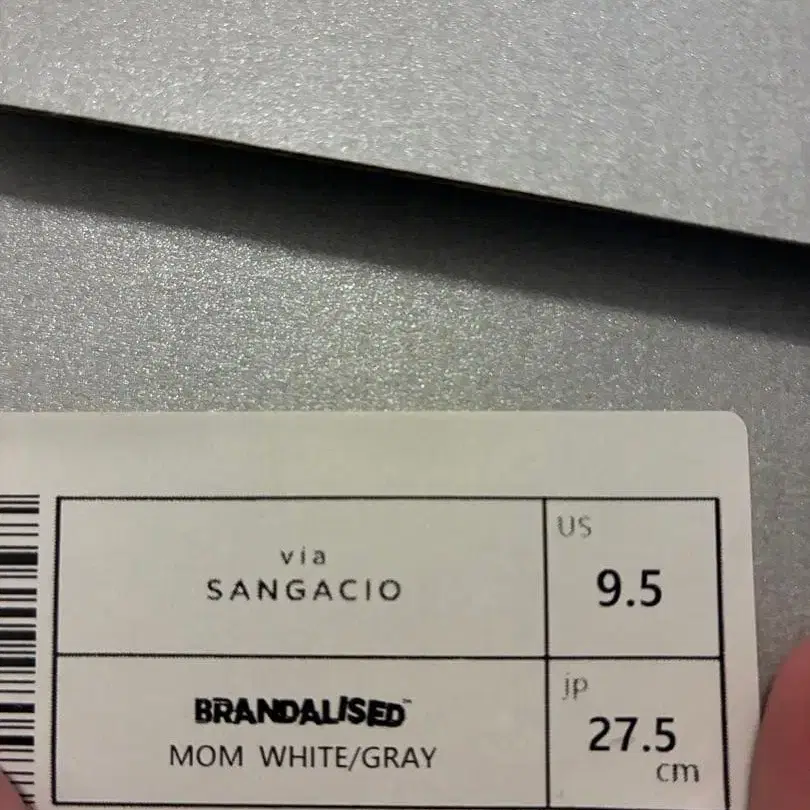 via
SANGACIO
US
9.5
BRANDALISED™
MOM WHITE/GRAY
jp
27.5
cm